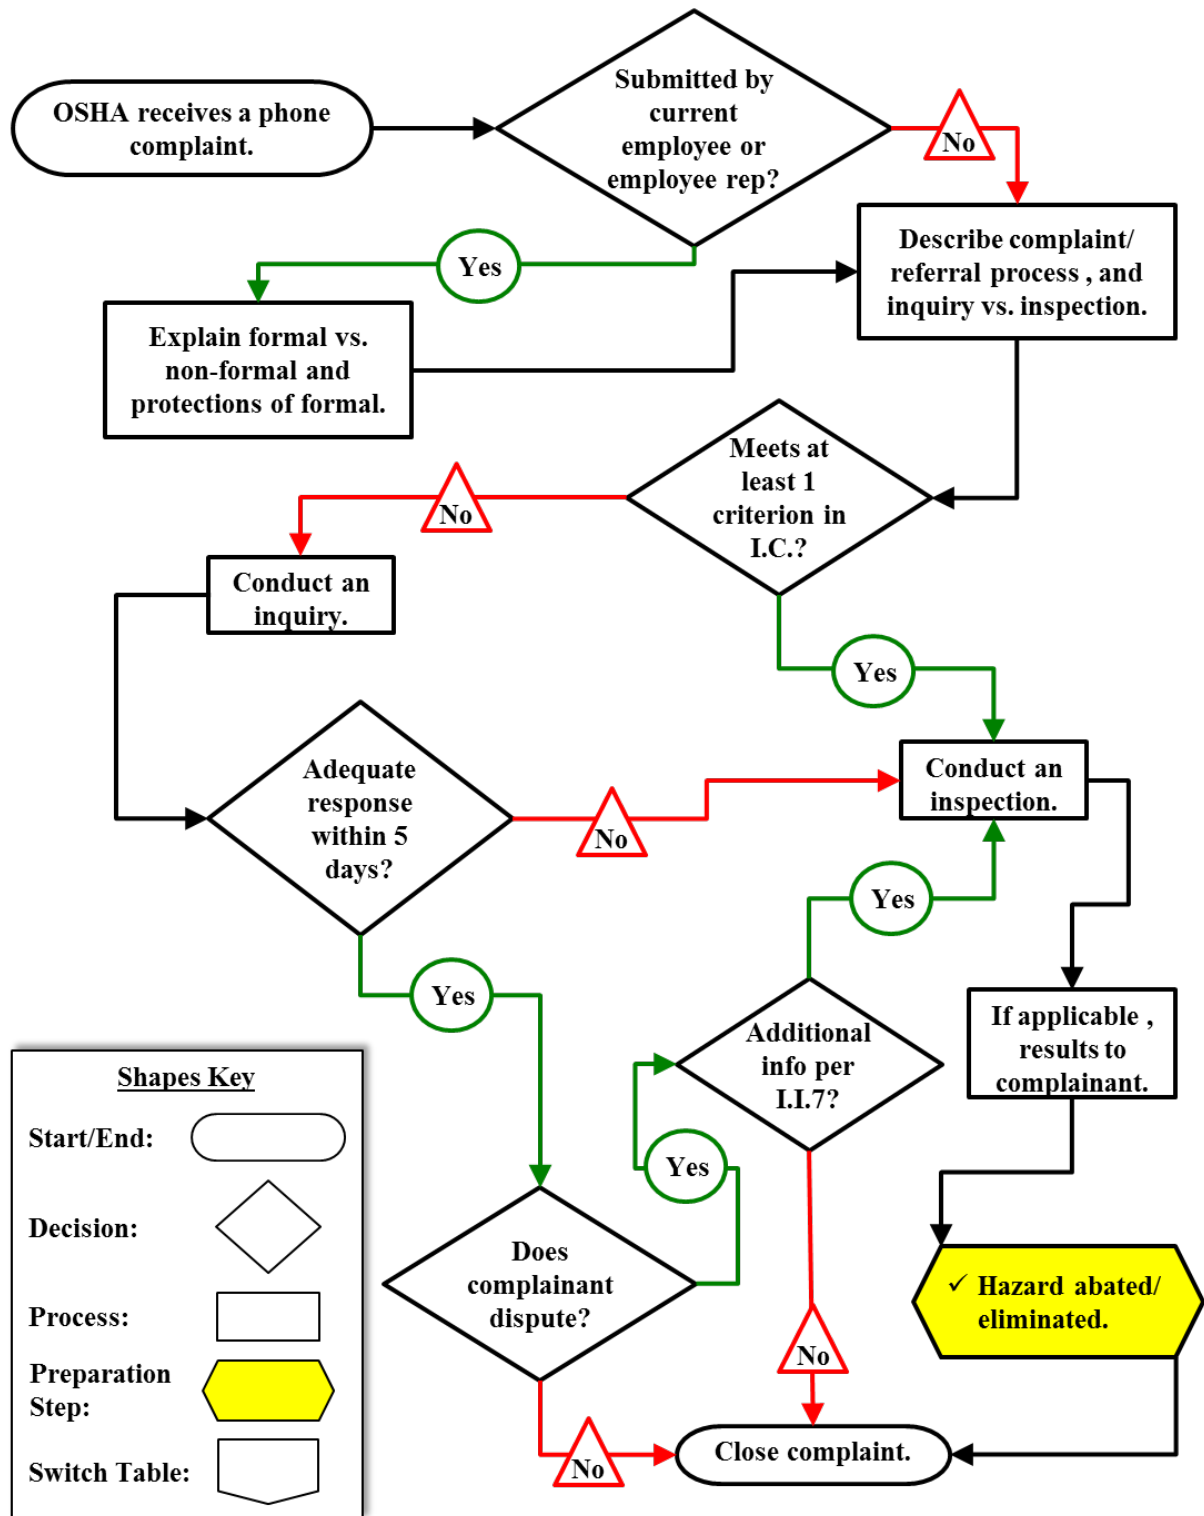 OSHA receives a phone
complaint.
Submitted by
current
employee or
employee rep?
No
Yes
Describe complaint/
referral process , and
inquiry vs. inspection.
Explain formal vs.
non-formal and
protections of formal.
Meets at
least 1
criterion in
I.C.?
No
Conduct an
inquiry.
Yes
Adequate
response
within 5
days?
No
Conduct an
inspection.
Yes
Yes
Additional
info per
I.I.7?
If applicable ,
results to
complainant.
Yes
Does
complainant
dispute?
✓ Hazard abated/
eliminated.
No
No
Close complaint.
Shapes Key
Start/End:
Decision:
Process:
Preparation
Step:
Switch Table: